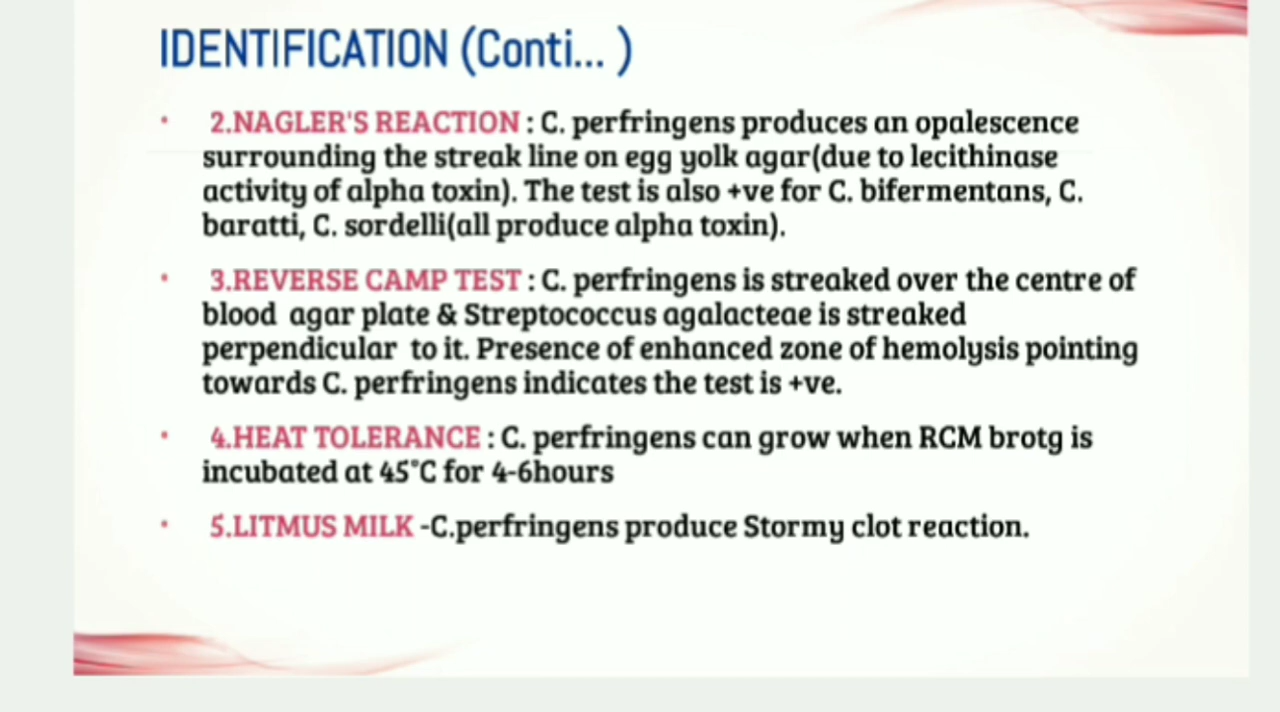 IDENTIFICATION (Conti... )
• 2.NAGLER'S REACTION : C. perfringens produces an opalescence
surrounding the streak line on egg yolk agar(due to lecithinase
activity of alpha toxin). The test is also +ve for C. bifermentans, C.
baratti, C. sordelli(all produce alpha toxin).
• 3.REVERSE CAMP TEST : C. perfringens is streaked over the centre of
blood agar plate & Streptococcus agalacteae is streaked
perpendicular to it. Presence of enhanced zone of hemolysis pointing
towards C. perfringens indicates the test is +ve.
• 4.HEAT TOLERANCE : C. perfringens can grow when RCM brotg is
incubated at 45°C for 4-6hours
• 5.LITMUS MILK -C.perfringens produce Stormy clot reaction.